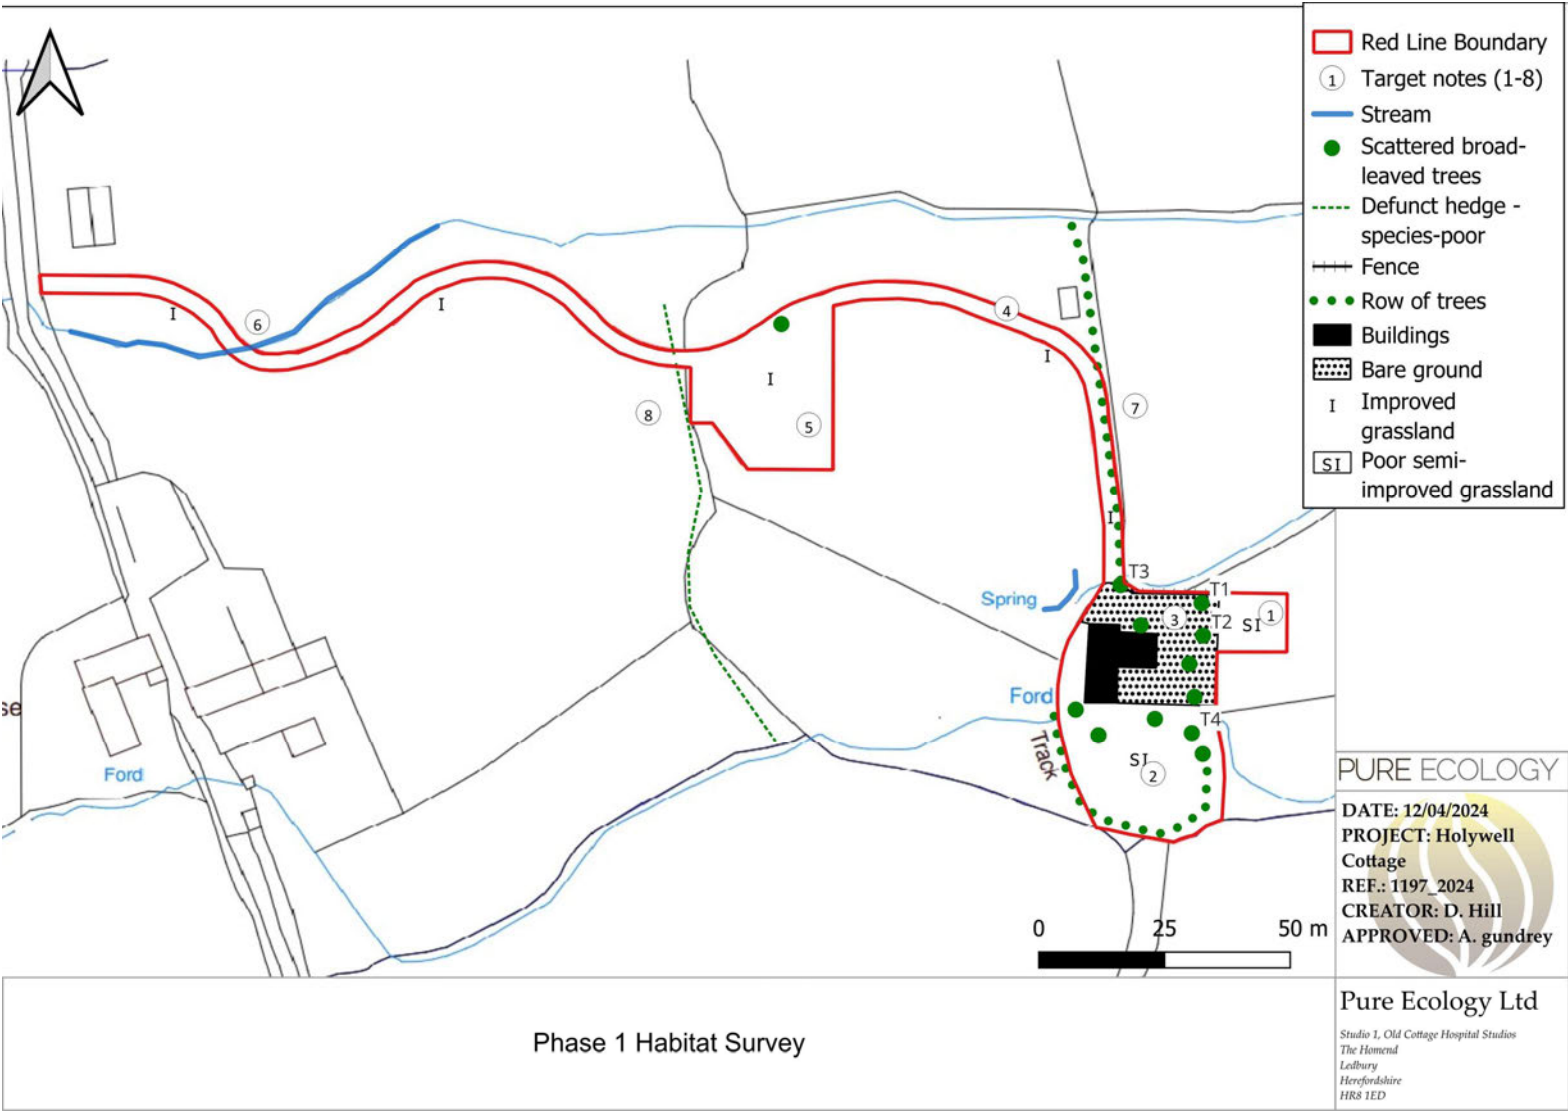 Red Line Boundary
1 Target notes (1-8)
Stream
Scattered broad-
leaved trees
Defunct hedge -
species-poor
Fence
Row of trees
Buildings
Bare ground
I Improved
grassland
SI Poor semi-
improved grassland
I
6
I
4
I
I
8
5
7
I
T3
Spring
T1
3
T2
SI
1
Ford
T4
Track
SI
2
se
Ford
0 25 50 m
PURE ECOLOGY
DATE: 12/04/2024
PROJECT: Holywell
Cottage
REF.: 1197_2024
CREATOR: D. Hill
APPROVED: A. gundrey
Phase 1 Habitat Survey
Pure Ecology Ltd
Studio 1, Old Cottage Hospital Studios
The Homend
Ledbury
Herefordshire
HR8 1ED